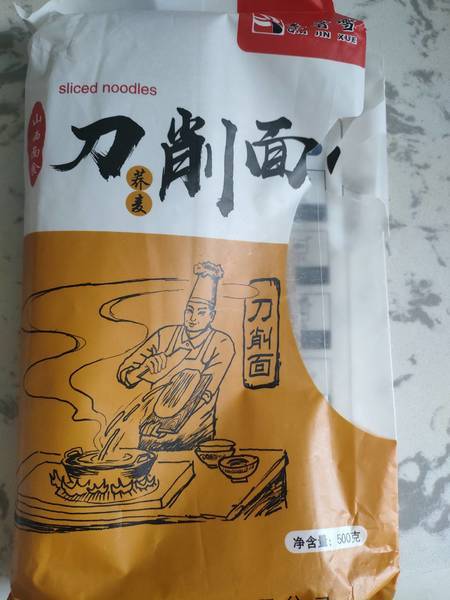 JIN XUE
sliced noodles
山西面食
刀削面
荞麦
刀削面
净含量: 500克